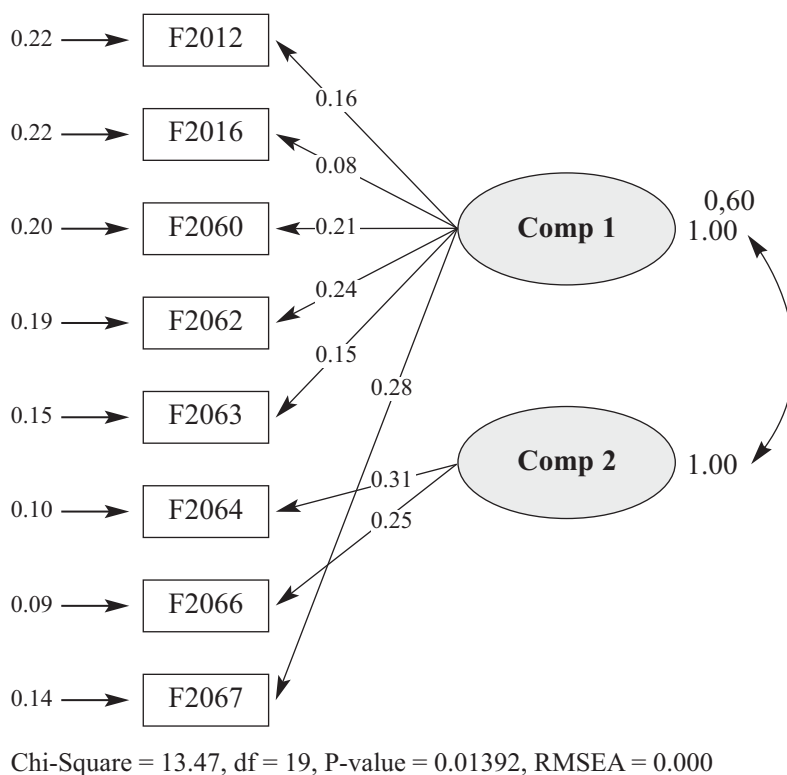 0.22 F2012
0.16
0.22 F2016
0.08
0.20 F2060 0.21 Comp 1 0,60
1.00
0.24
0.19 F2062
0.15
0.28
0.15 F2063
Comp 2 1.00
0.31
0.10 F2064
0.25
0.09 F2066
0.14 F2067
Chi-Square = 13.47, df = 19, P-value = 0.01392, RMSEA = 0.000